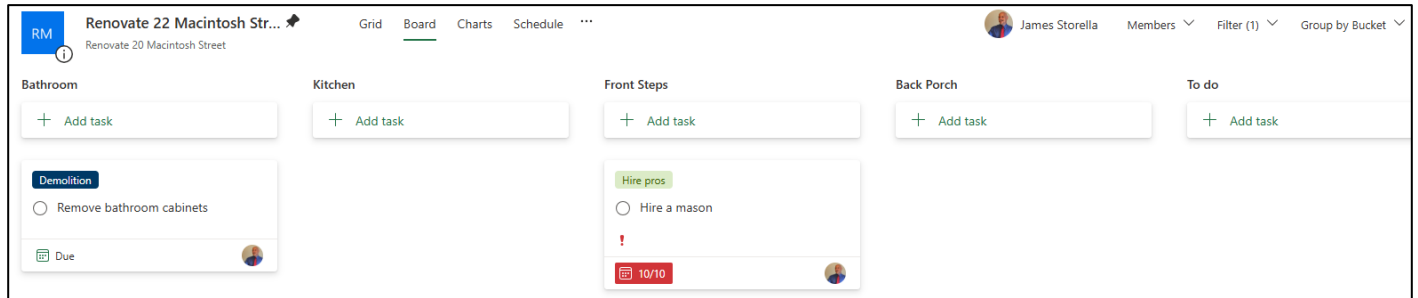 RM
Renovate 22 Macintosh Str...
Renovate 20 Macintosh Street
Grid Board Charts Schedule ...
James Storella Members Filter (1) Group by Bucket
Bathroom Kitchen Front Steps Back Porch To do
+ Add task + Add task + Add task + Add task + Add task
Demolition Hire pros
Remove bathroom cabinets Hire a mason
!
Due 10/10